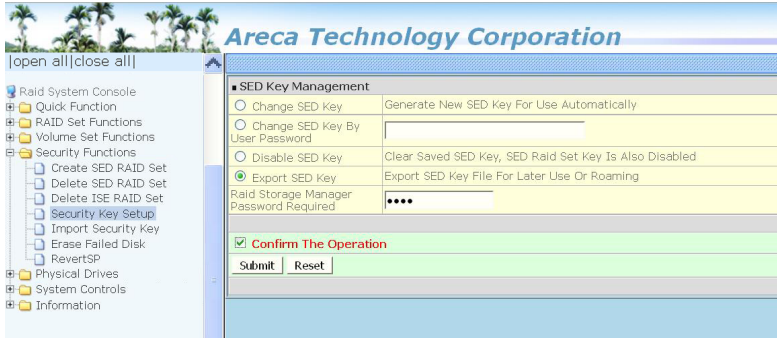 Areca Technology Corporation
|open all|close all|
Raid System Console
Quick Function
RAID Set Functions
Volume Set Functions
Security Functions
Create SED RAID Set
Delete SED RAID Set
Delete ISE RAID Set
Security Key Setup
Import Security Key
Erase Failed Disk
RevertSP
Physical Drives
System Controls
Information
SED Key Management
Change SED Key
Generate New SED Key For Use Automatically
Change SED Key By
User Password
Disable SED Key
Clear Saved SED Key, SED Raid Set Key Is Also Disabled
Export SED Key
Export SED Key File For Later Use Or Roaming
Raid Storage Manager
Password Required
••••
Confirm The Operation
Submit Reset